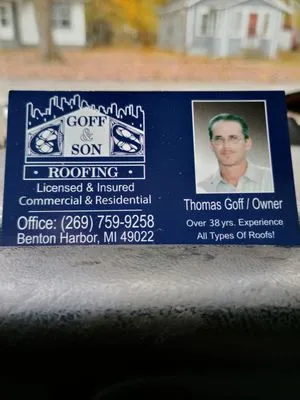 GOFF
&
SON
G S
· ROOFING ·
Licensed & Insured
Commercial & Residential
Office: (269) 759-9258
Benton Harbor, MI 49022
Thomas Goff / Owner
Over 38 yrs. Experience
All Types Of Roofs!